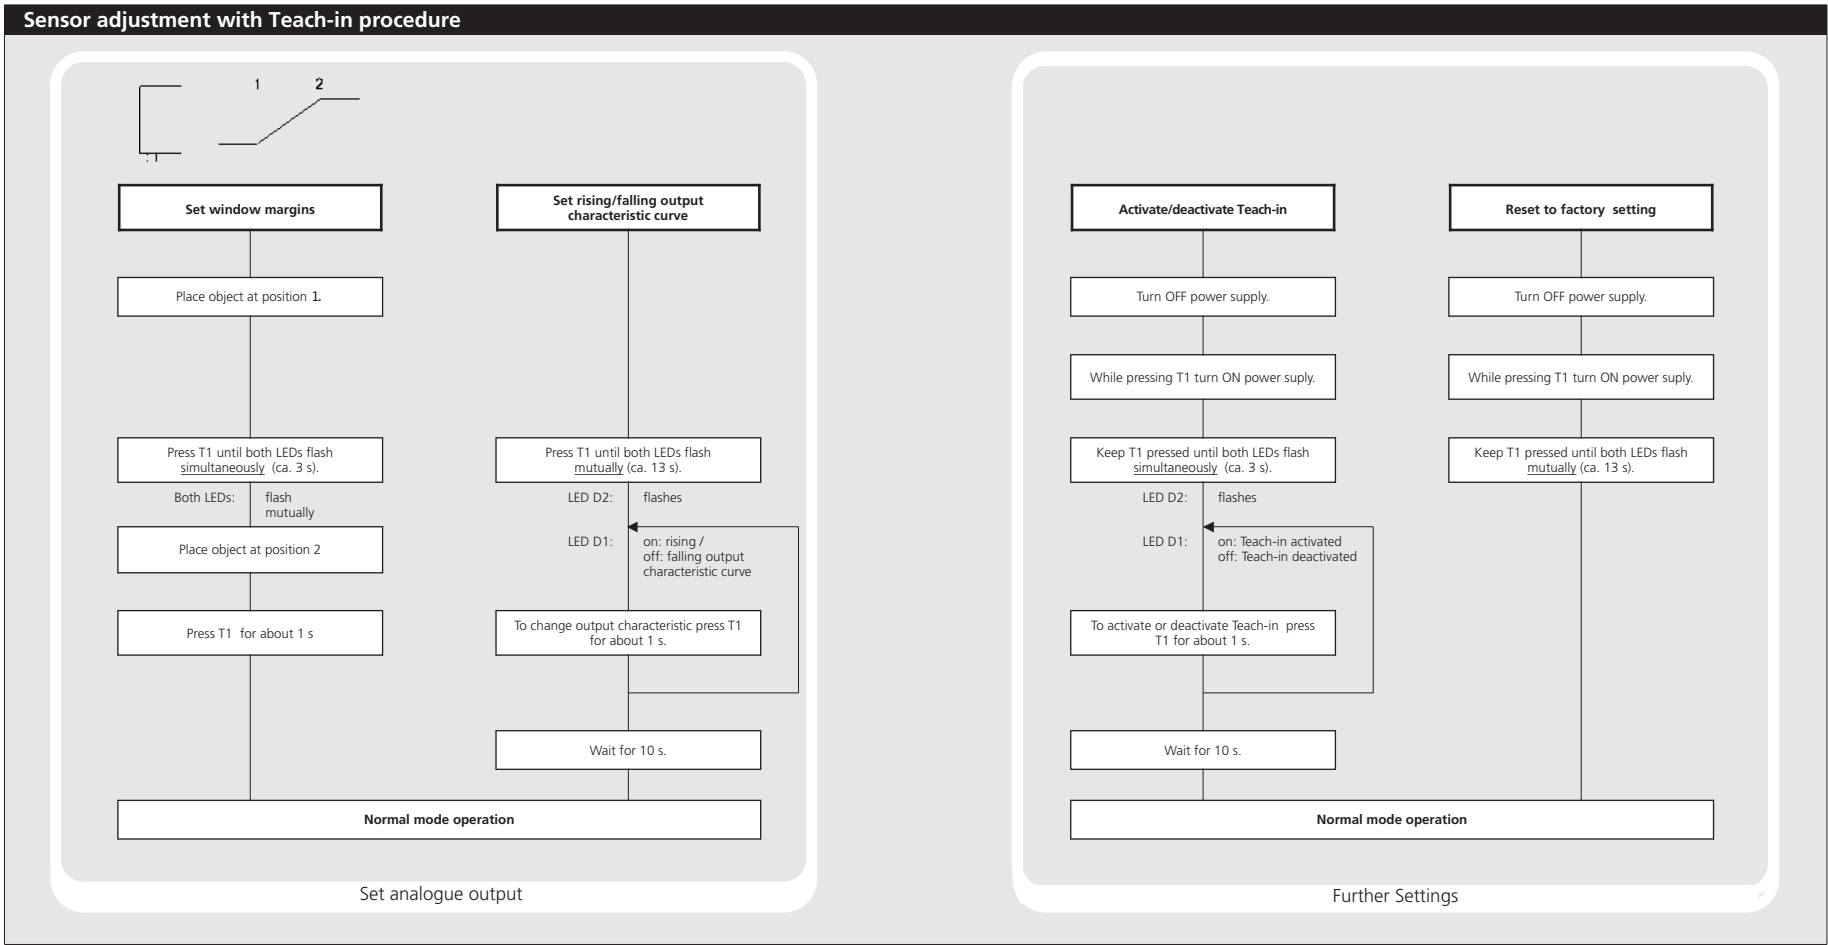 Sensor adjustment with Teach-in procedure
1 2
Set window margins
Place object at position 1.
Press T1 until both LEDs flash
simultaneously (ca. 3 s).
Both LEDs: flash
mutually
Place object at position 2
Press T1 for about 1 s
Set rising/falling output
characteristic curve
Press T1 until both LEDs flash
mutually (ca. 13 s).
LED D2: flashes
LED D1: on: rising /
off: falling output
characteristic curve
To change output characteristic press T1
for about 1 s.
Wait for 10 s.
Normal mode operation
Set analogue output
Activate/deactivate Teach-in
Turn OFF power supply.
While pressing T1 turn ON power suply.
Keep T1 pressed until both LEDs flash
simultaneously (ca. 3 s).
LED D2: flashes
LED D1: on: Teach-in activated
off: Teach-in deactivated
To activate or deactivate Teach-in press
T1 for about 1 s.
Wait for 10 s.
Reset to factory setting
Turn OFF power supply.
While pressing T1 turn ON power suply.
Keep T1 pressed until both LEDs flash
mutually (ca. 13 s).
Normal mode operation
Further Settings